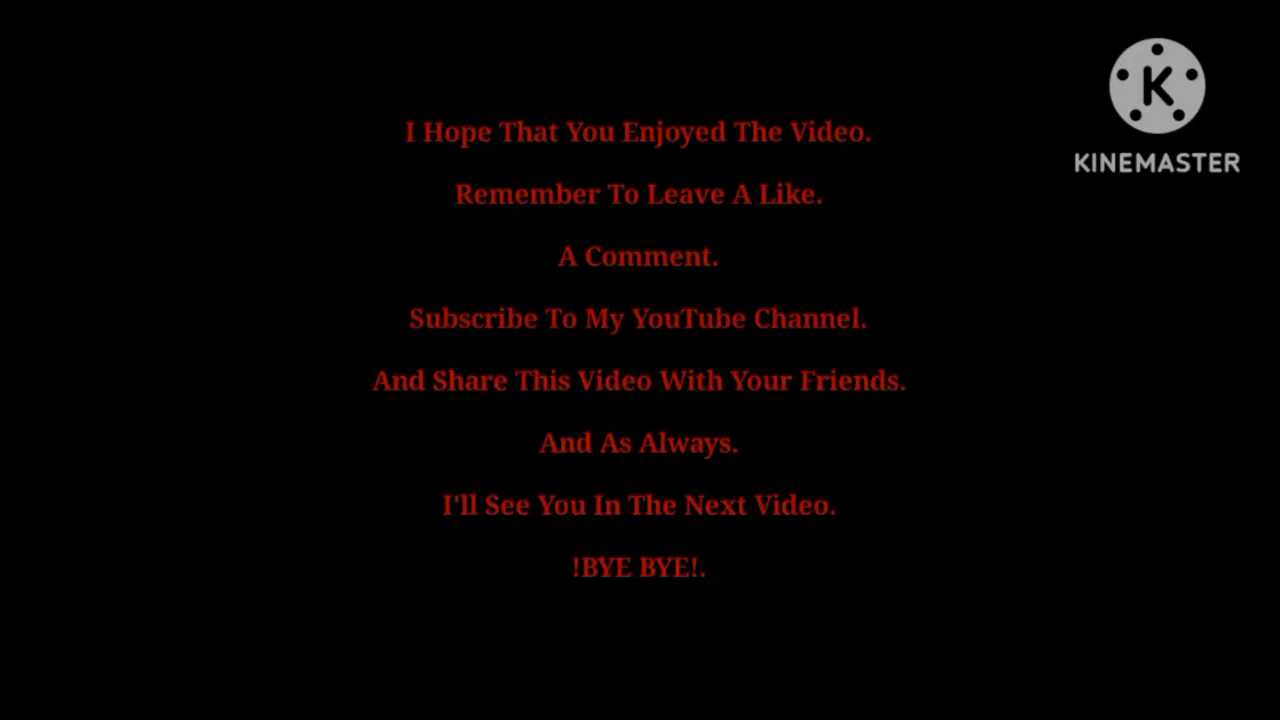 I Hope That You Enjoyed The Video.
Remember To Leave A Like.
A Comment.
Subscribe To My YouTube Channel.
And Share This Video With Your Friends.
And As Always.
I'll See You In The Next Video.
!BYE BYE!.
K
KINEMASTER